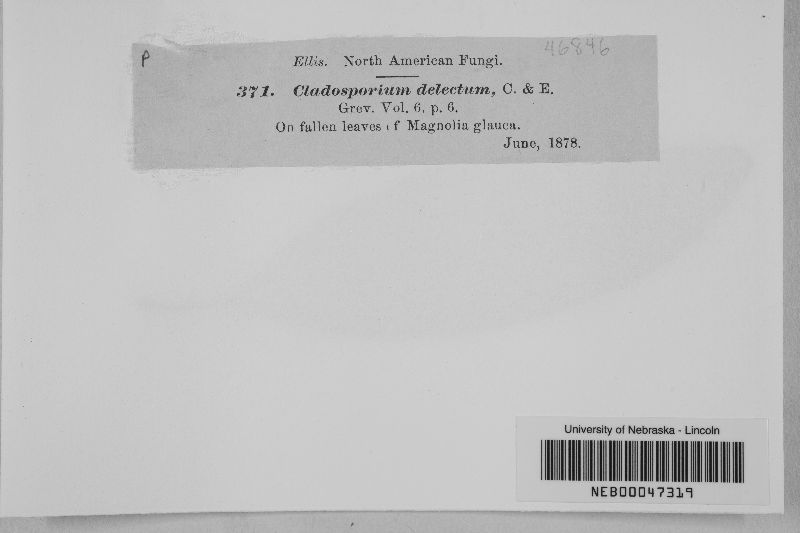 P
46846
Ellis. North American Fungi.
371. Cladosporium delectum, C. & E.
Grev. Vol. 6, p. 6.
On fallen leaves of Magnolia glauca.
June, 1878.
University of Nebraska - Lincoln
NEB00047319